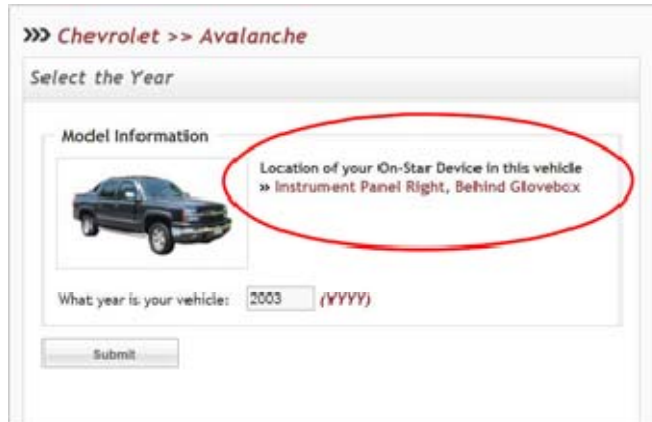 ››› Chevrolet >> Avalanche
Select the Year
Model Information
Location of your On-Star Device in this vehicle
» Instrument Panel Right, Behind Glovebox
What year is your vehicle: 2003 (YYYY)
Submit